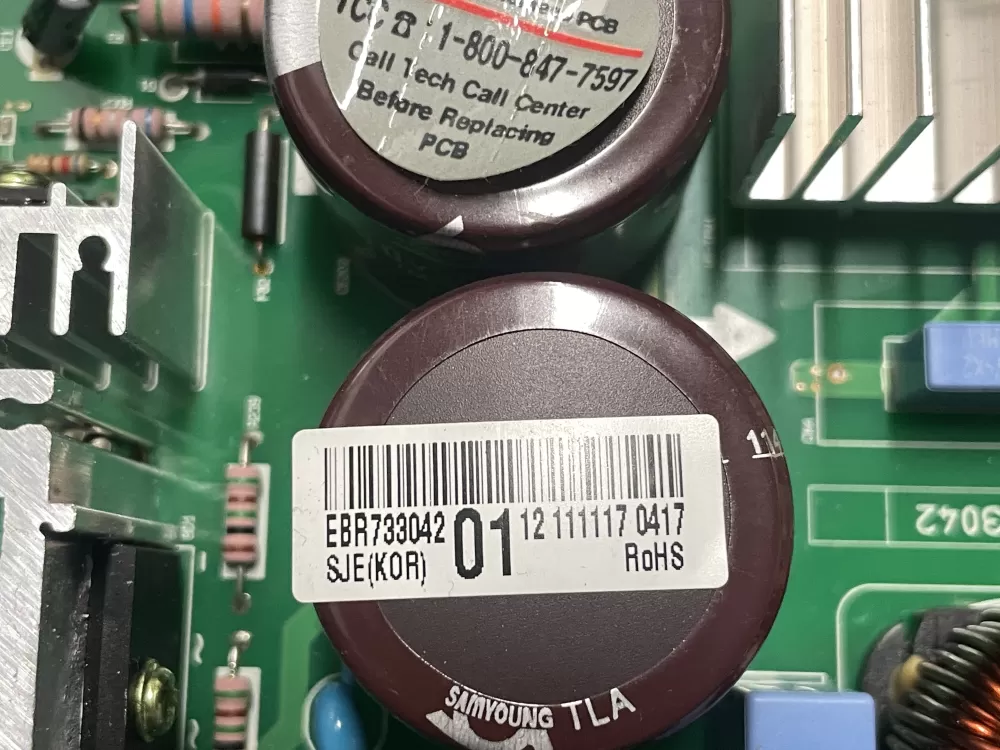 PCB
TCC ☎ 1-800-847-7597
Call Tech Call Center
Before Replacing
PCB
EBR733042 01 12 111117 0417
SJE(KOR) RoHS
SAMYOUNG TLA
3042